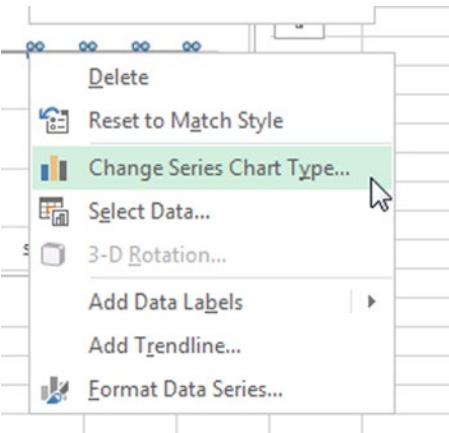 Delete
Reset to Match Style
Change Series Chart Type...
Select Data...
3-D Rotation...
Add Data Labels
Add Trendline...
Format Data Series...